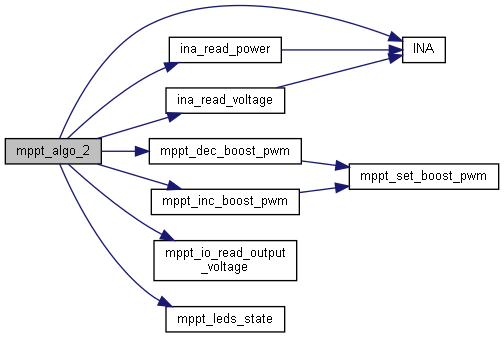 ina_read_power
INA
ina_read_voltage
mppt_algo_2
mppt_dec_boost_pwm
mppt_set_boost_pwm
mppt_inc_boost_pwm
mppt_io_read_output
_voltage
mppt_leds_state